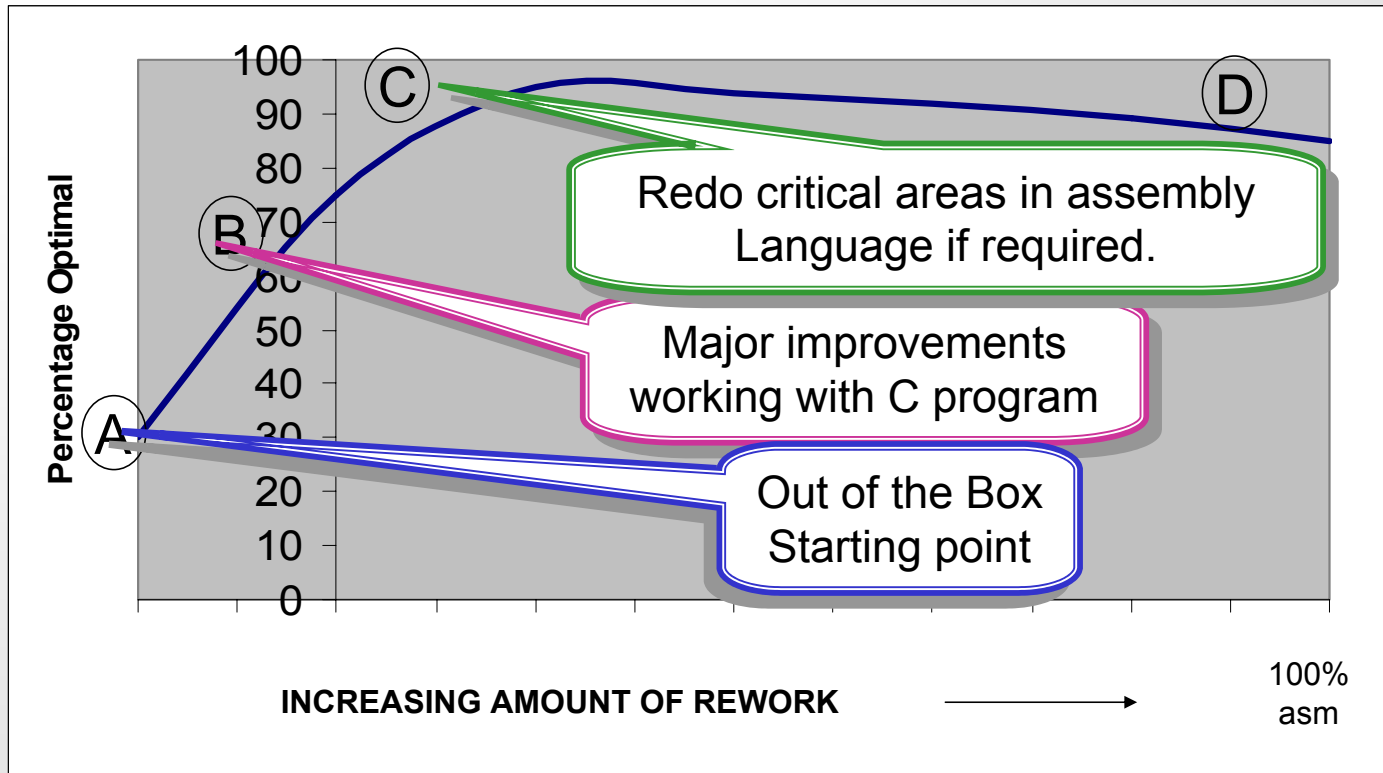 Percentage Optimal
100
90
80
70
60
50
40
30
20
10
0
A
B
C
D
Redo critical areas in assembly
Language if required.
Major improvements
working with C program
Out of the Box
Starting point
INCREASING AMOUNT OF REWORK
100%
asm